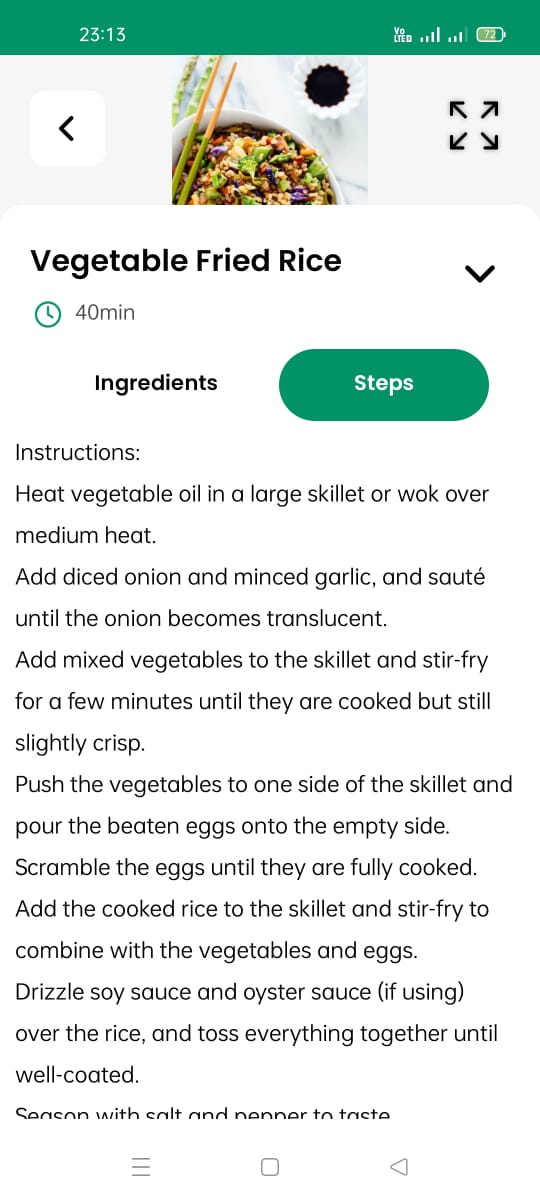 23:13
Vo
LTE
72
Vegetable Fried Rice
40min
Ingredients
Steps
Instructions:
Heat vegetable oil in a large skillet or wok over
medium heat.
Add diced onion and minced garlic, and sauté
until the onion becomes translucent.
Add mixed vegetables to the skillet and stir-fry
for a few minutes until they are cooked but still
slightly crisp.
Push the vegetables to one side of the skillet and
pour the beaten eggs onto the empty side.
Scramble the eggs until they are fully cooked.
Add the cooked rice to the skillet and stir-fry to
combine with the vegetables and eggs.
Drizzle soy sauce and oyster sauce (if using)
over the rice, and toss everything together until
well-coated.
Season with salt and pepper to taste